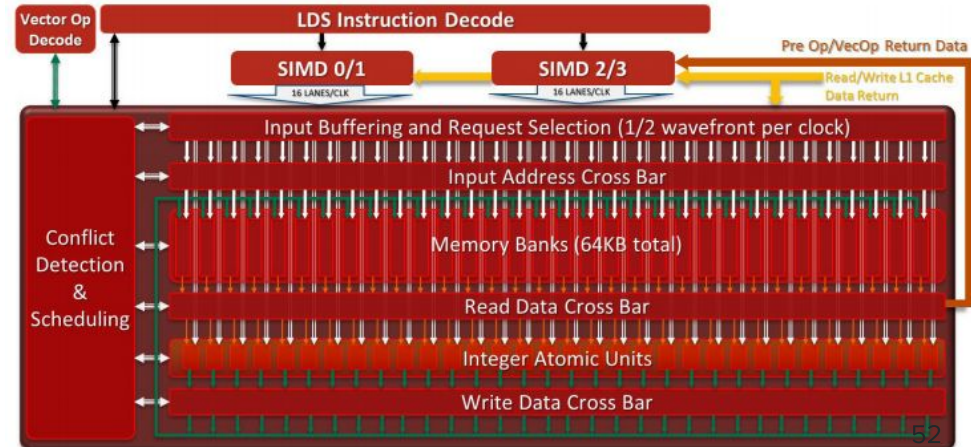 Vector Op
Decode
LDS Instruction Decode
Pre Op/VecOp Return Data
SIMD 0/1
SIMD 2/3
Read/Write L1 Cache
Data Return
16 LANES/CLK
16 LANES/CLK
Input Buffering and Request Selection (1/2 wavefront per clock)
Input Address Cross Bar
Conflict
Detection
&
Scheduling
Memory Banks (64KB total)
Read Data Cross Bar
Integer Atomic Units
Write Data Cross Bar
52